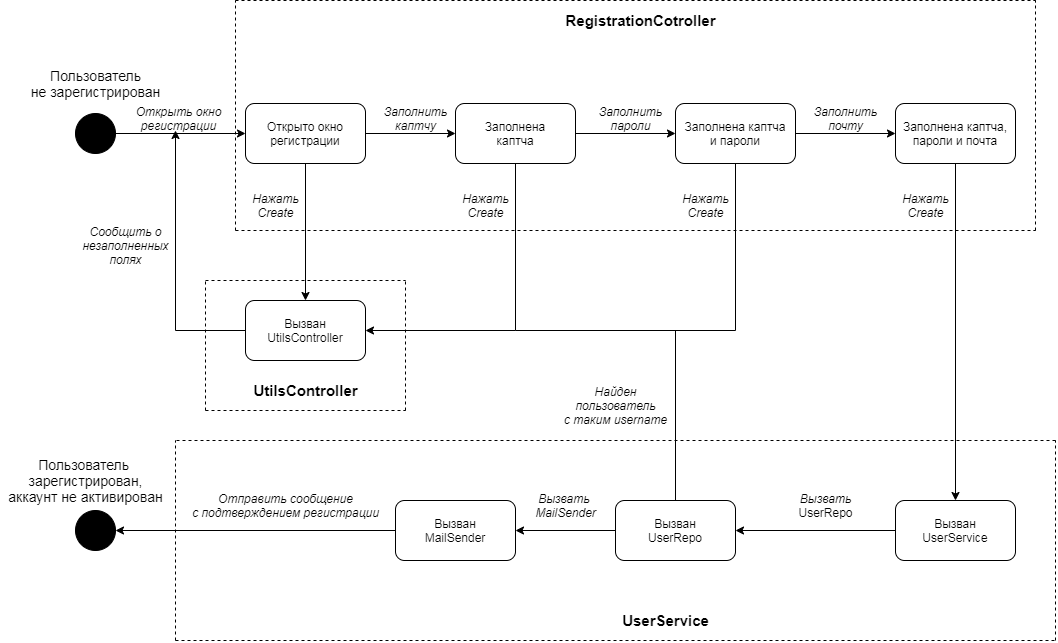 RegistrationCotroller
Пользователь
не зарегистрирован
Открыть окно
регистрации
Заполнить
каптчу
Заполнить
пароли
Заполнить
почту
Открыто окно
регистрации
Заполнена
каптча
Заполнена каптча
и пароли
Заполнена каптча,
пароли и почта
Нажать
Create
Нажать
Create
Нажать
Create
Нажать
Create
Сообщить о
незаполненных
полях
Вызван
UtilsController
UtilsController
Найден
пользователь
с таким username
Пользователь
зарегистрирован,
аккаунт не активирован
Отправить сообщение
с подтверждением регистрации
Вызвать
MailSender
Вызвать
UserRepo
Вызван
MailSender
Вызван
UserRepo
Вызван
UserService
UserService